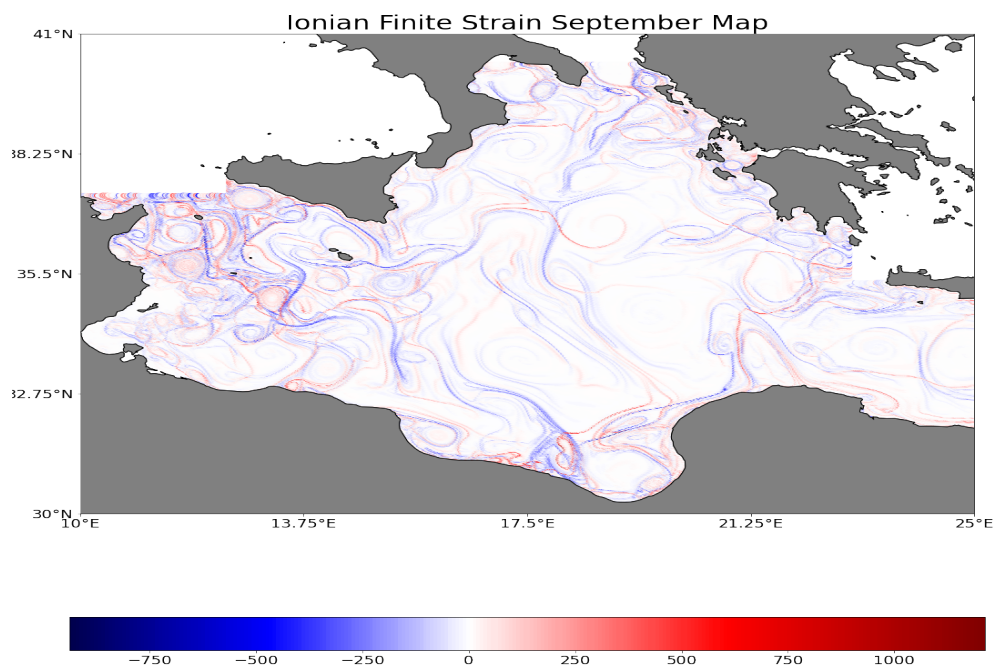 Ionian Finite Strain September Map
41°N
38.25°N
35.5°N
32.75°N
30°N
10°E 13.75°E 17.5°E 21.25°E 25°E
−750 −500 −250 0 250 500 750 1000